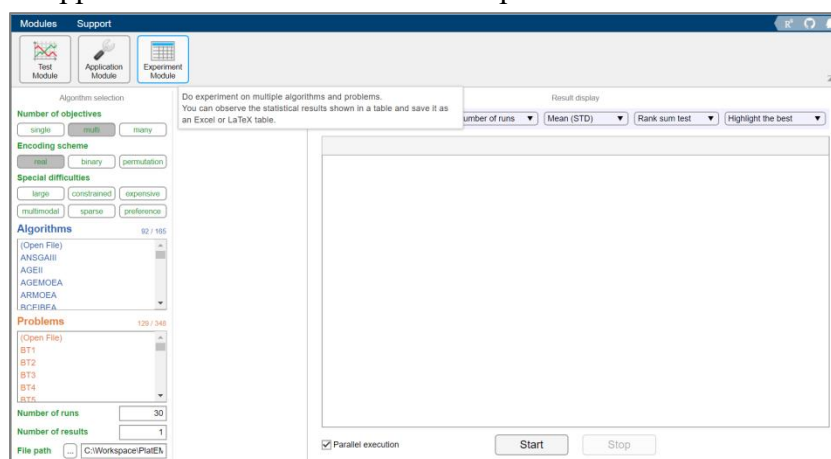 Modules Support
Test
Module
Application
Module
Experiment
Module
Algorithm selection
Number of objectives
single multi many
Encoding scheme
real binary permutation
Special difficulties
large constrained expensive
multimodal sparse preference
Algorithms 92 / 165
(Open File)
ANSGAIII
AGEII
AGEMOEA
ARMOEA
BCEIBEA
Problems 129 / 348
(Open File)
BT1
BT2
BT3
BT4
BT5
Number of runs 30
Number of results 1
File path ... C:\Workspace\PlatEM
Do experiment on multiple algorithms and problems.
You can observe the statistical results shown in a table and save it as
an Excel or LaTeX table.
Result display
umber of runs Mean (STD) Rank sum test Highlight the best
Parallel execution Start Stop